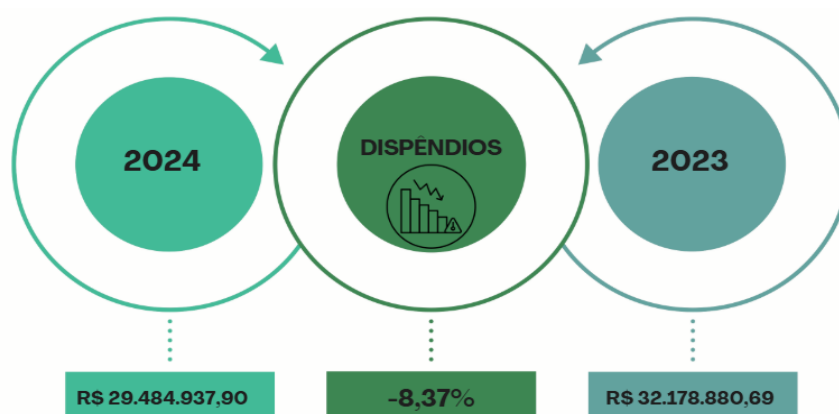 2024
DISPÊNDIOS
2023
R$ 29.484.937,90
-8,37%
R$ 32.178.880,69